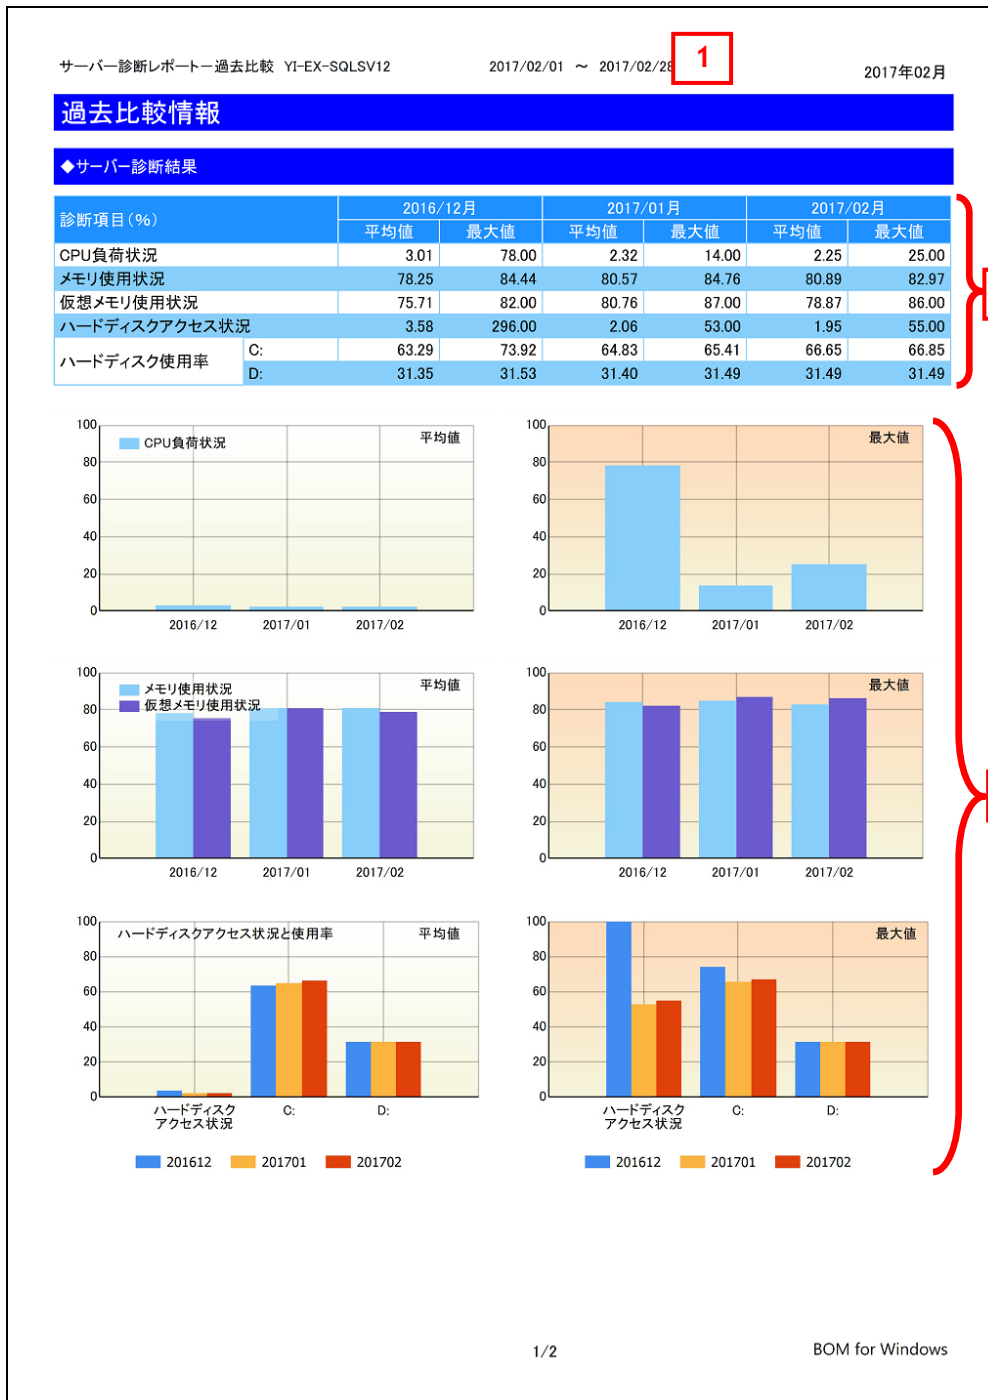 サーバー診断レポートー過去比較 YI-EX-SQLSV12 2017/02/01 ～ 2017/02/28 1 2017年02月
過去比較情報
◆サーバー診断結果
診断項目(%) 2016/12月 2017/01月 2017/02月
平均値 最大値 平均値 最大値 平均値 最大値
CPU負荷状況 3.01 78.00 2.32 14.00 2.25 25.00
メモリ使用状況 78.25 84.44 80.57 84.76 80.89 82.97
仮想メモリ使用状況 75.71 82.00 80.76 87.00 78.87 86.00
ハードディスクアクセス状況 3.58 296.00 2.06 53.00 1.95 55.00
ハードディスク使用率 C: 63.29 73.92 64.83 65.41 66.65 66.85
D: 31.35 31.53 31.40 31.49 31.49 31.49
100
80
60
40
20
0
CPU負荷状況
平均値
2016/12 2017/01 2017/02
100
80
60
40
20
0
最大値
2016/12 2017/01 2017/02
100
80
60
40
20
0
メモリ使用状況
仮想メモリ使用状況
平均値
2016/12 2017/01 2017/02
100
80
60
40
20
0
最大値
2016/12 2017/01 2017/02
100
80
60
40
20
0
ハードディスクアクセス状況と使用率
平均値
ハードディスク
アクセス状況
C: D:
201612 201701 201702
100
80
60
40
20
0
最大値
ハードディスク
アクセス状況
C: D:
201612 201701 201702
1/2
BOM for Windows